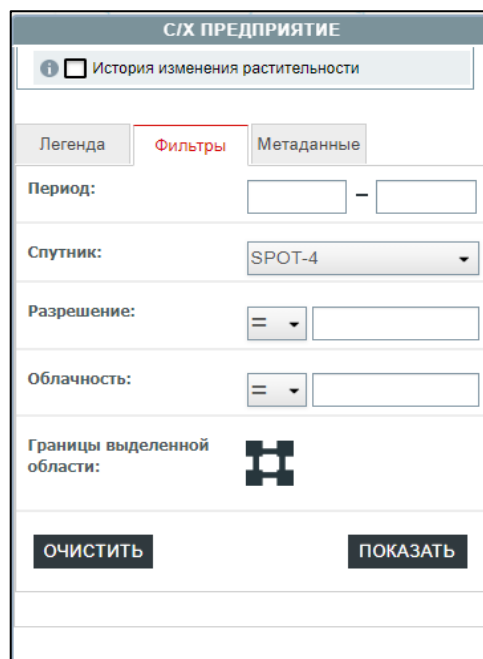 С/Х ПРЕДПРИЯТИЕ
История изменения растительности
Легенда Фильтры Метаданные
Период: –
Спутник: SPOT-4
Разрешение: =
Облачность: =
Границы выделенной
области:
ОЧИСТИТЬ ПОКАЗАТЬ